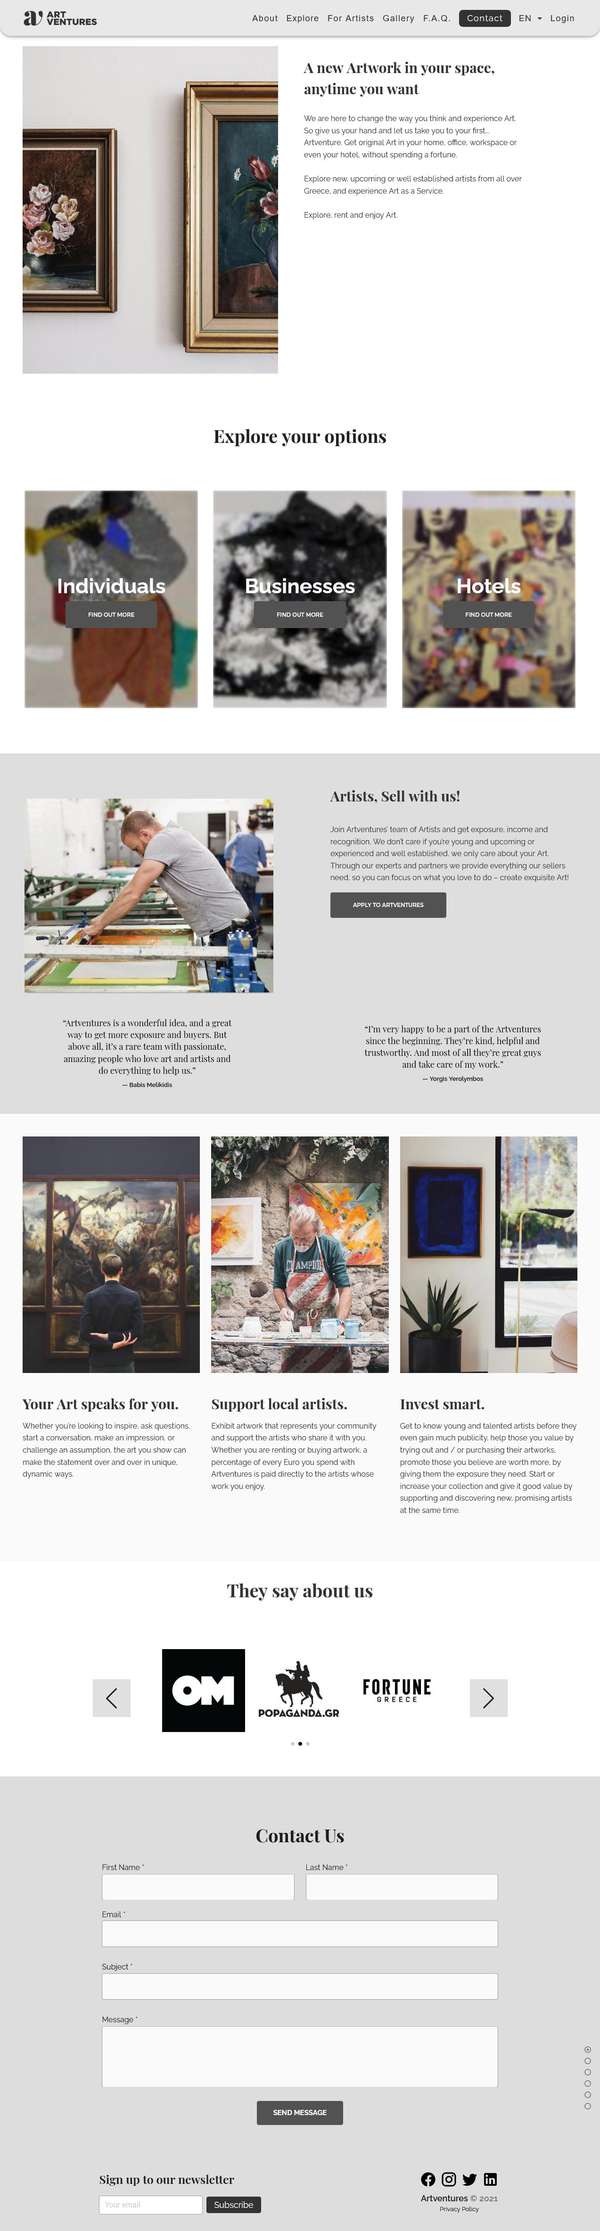 ART
VENTURES
About Explore For Artists Gallery F.A.Q. Contact EN Login
A new Artwork in your space,
anytime you want
We are here to change the way you think and experience Art.
So give us your hand and let us take you to your first...
Artventure. Get original Art in your home, office, workspace or
even your hotel, without spending a fortune.
Explore new, upcoming or well established artists from all over
Greece, and experience Art as a Service.
Explore, rent and enjoy Art.
Explore your options
Individuals
FIND OUT MORE
Businesses
FIND OUT MORE
Hotels
FIND OUT MORE
Artists, Sell with us!
Join Artventures' team of Artists and get exposure, income and
recognition. We don't care if you're young and upcoming or
experienced and well established, we only care about your Art.
Through our experts and partners we provide everything our sellers
need, so you can focus on what you love to do – create exquisite Art!
APPLY TO ARTVENTURES
“Artventures is a wonderful idea, and a great
way to get more exposure and buyers. But
above all, it's a rare team with passionate,
amazing people who love art and artists and
do everything to help us.”
— Babis Melikidis
“I'm very happy to be a part of the Artventures
since the beginning. They're kind, helpful and
trustworthy. And most of all they're great guys
and take care of my work.”
— Yorgis Yerolymbos
CHAMPION
Your Art speaks for you.
Whether you're looking to inspire, ask questions,
start a conversation, make an impression, or
challenge an assumption, the art you show can
make the statement over and over in unique,
dynamic ways.
Support local artists.
Exhibit artwork that represents your community
and support the artists who share it with you.
Whether you are renting or buying artwork, a
percentage of every Euro you spend with
Artventures is paid directly to the artists whose
work you enjoy.
Invest smart.
Get to know young and talented artists before they
even gain much publicity, help those you value by
trying out and / or purchasing their artworks,
promote those you believe are worth more, by
giving them the exposure they need. Start or
increase your collection and give it good value by
supporting and discovering new, promising artists
at the same time.
They say about us
OM
POPAGANDA.GR
FORTUNE
GREECE
Contact Us
First Name * Last Name *
Email *
Subject *
Message *
SEND MESSAGE
Sign up to our newsletter
Your email Subscribe
Artventures © 2021
Privacy Policy